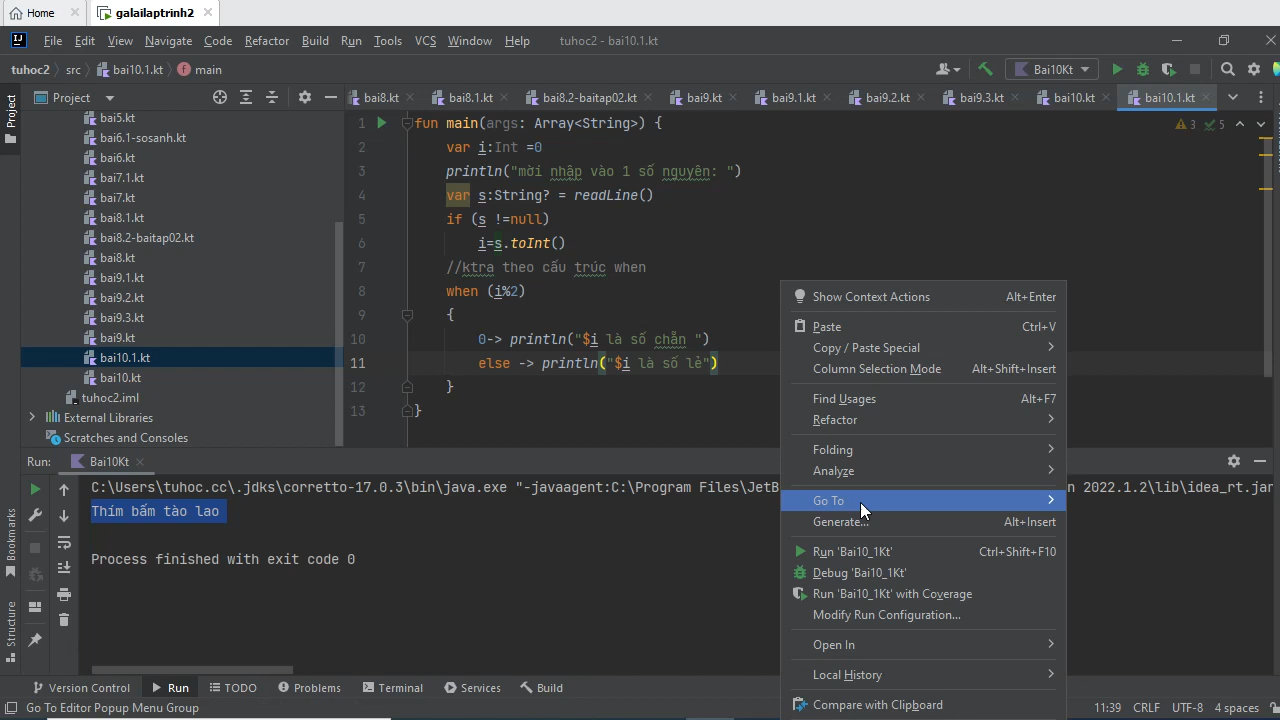 Home
galailaptrinh2
File Edit View Navigate Code Refactor Build Run Tools VCS Window Help tuhoc2 - bai10.1.kt
tuhoc2 src bai10.1.kt main
Bai10Kt
Project
Project
bai8.kt bai8.1.kt bai8.2-baitap02.kt bai9.kt bai9.1.kt bai9.2.kt bai9.3.kt bai10.kt bai10.1.kt
bai5.kt
bai6.1-sosanh.kt
bai6.kt
bai7.1.kt
bai7.kt
bai8.1.kt
bai8.2-baitap02.kt
bai8.kt
bai9.1.kt
bai9.2.kt
bai9.3.kt
bai9.kt
bai10.1.kt
bai10.kt
tuhoc2.iml
External Libraries
Scratches and Consoles
3 5
1 fun main(args: Array<String>) {
2 var i:Int =0
3 println("mời nhập vào 1 số nguyên: ")
4 var s:String? = readLine()
5 if (s !=null)
6 i=s.toInt()
7 //ktra theo cấu trúc when
8 when (i%2)
9 {
10 0-> println("$i là số chẵn ")
11 else -> println("$i là số lẻ")
12 }
13 }
Show Context Actions Alt+Enter
Paste Ctrl+V
Copy / Paste Special
Column Selection Mode Alt+Shift+Insert
Find Usages Alt+F7
Refactor
Folding
Analyze
Go To
Generate... Alt+Insert
Run 'Bai10_1Kt' Ctrl+Shift+F10
Debug 'Bai10_1Kt'
Run 'Bai10_1Kt' with Coverage
Modify Run Configuration...
Open In
Local History
Compare with Clipboard
Run: Bai10Kt
C:\Users\tuhoc.cc\.jdks\corretto-17.0.3\bin\java.exe "-javaagent:C:\Program Files\JetB
n 2022.1.2\lib\idea_rt.jar
Thím bấm tào lao
Process finished with exit code 0
Bookmarks
Structure
Version Control Run TODO Problems Terminal Services Build
Go To Editor Popup Menu Group
11:39 CRLF UTF-8 4 spaces